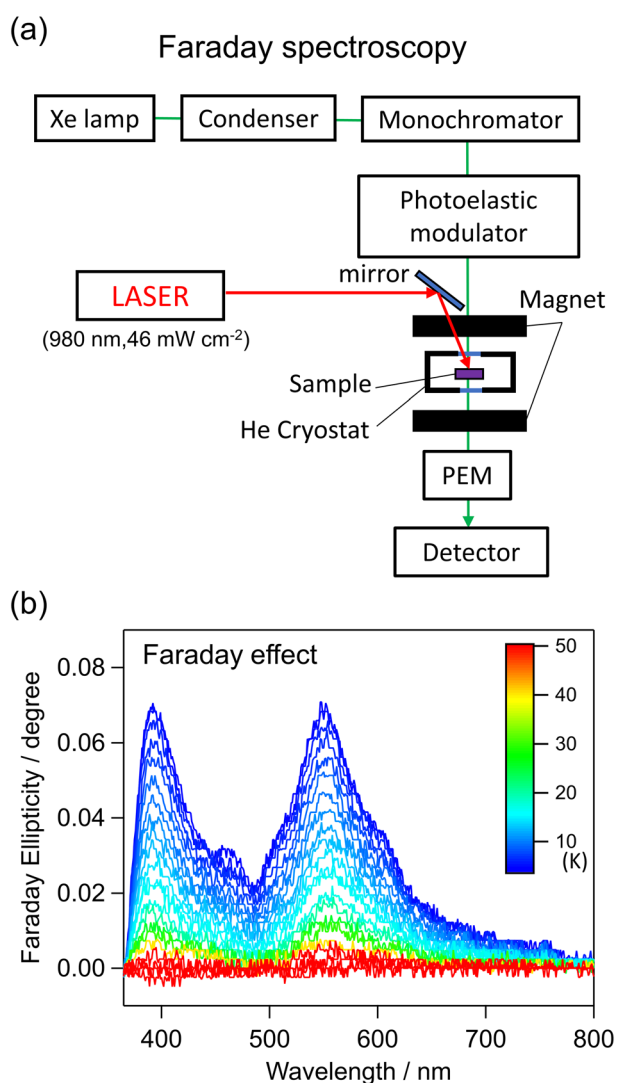 (a)
Faraday spectroscopy
Xe lamp
Condenser
Monochromator
Photoelastic
modulator
mirror
LASER
(980 nm,46 mW cm-2)
Magnet
Sample
He Cryostat
PEM
Detector
(b)
Faraday effect
50
40
30
20
10
(K)
0.08
0.06
0.04
0.02
0.00
Faraday Ellipticity / degree
400 500 600 700 800
Wavelength / nm